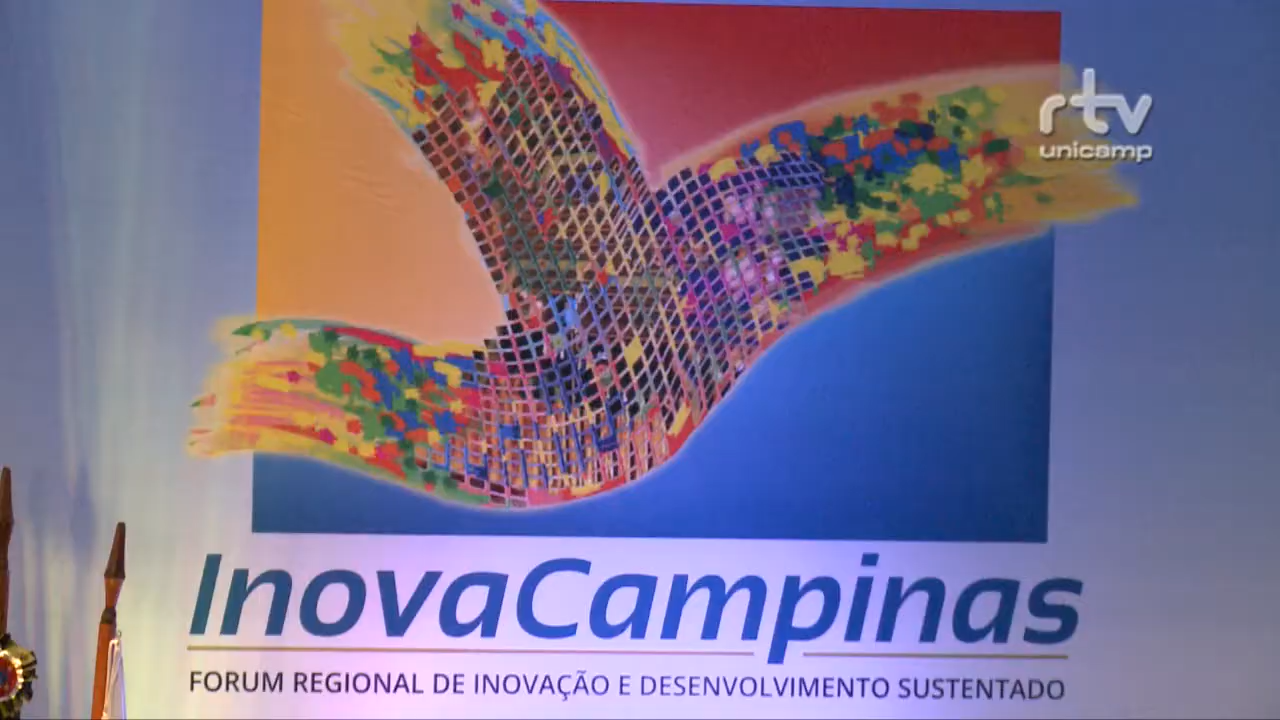 rtv
unicamp
InovaCampinas
FORUM REGIONAL DE INOVAÇÃO E DESENVOLVIMENTO SUSTENTADO